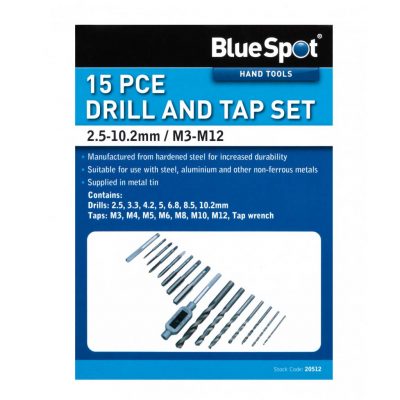 BlueSpot®
HAND TOOLS
15 PCE
DRILL AND TAP SET
2.5-10.2mm / M3-M12
• Manufactured from hardened steel for increased durability
• Suitable for use with steel, aluminium and other non-ferrous metals
• Supplied in metal tin
Contains:
Drills: 2.5, 3.3, 4.2, 5, 6.8, 8.5, 10.2mm
Taps: M3, M4, M5, M6, M8, M10, M12, Tap wrench
Stock Code: 20512